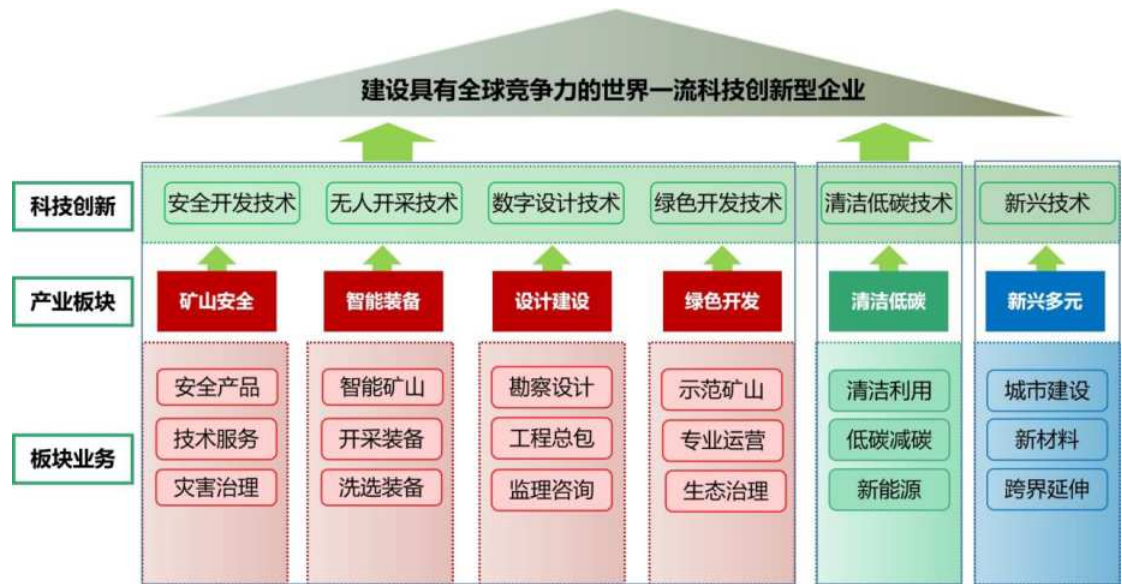 建设具有全球竞争力的世界一流科技创新型企业
科技创新
安全开发技术
无人开采技术
数字设计技术
绿色开发技术
清洁低碳技术
新兴技术
产业板块
矿山安全
智能装备
设计建设
绿色开发
清洁低碳
新兴多元
板块业务
安全产品
技术服务
灾害治理
智能矿山
开采装备
洗选装备
勘察设计
工程总包
监理咨询
示范矿山
专业运营
生态治理
清洁利用
低碳减碳
新能源
城市建设
新材料
跨界延伸